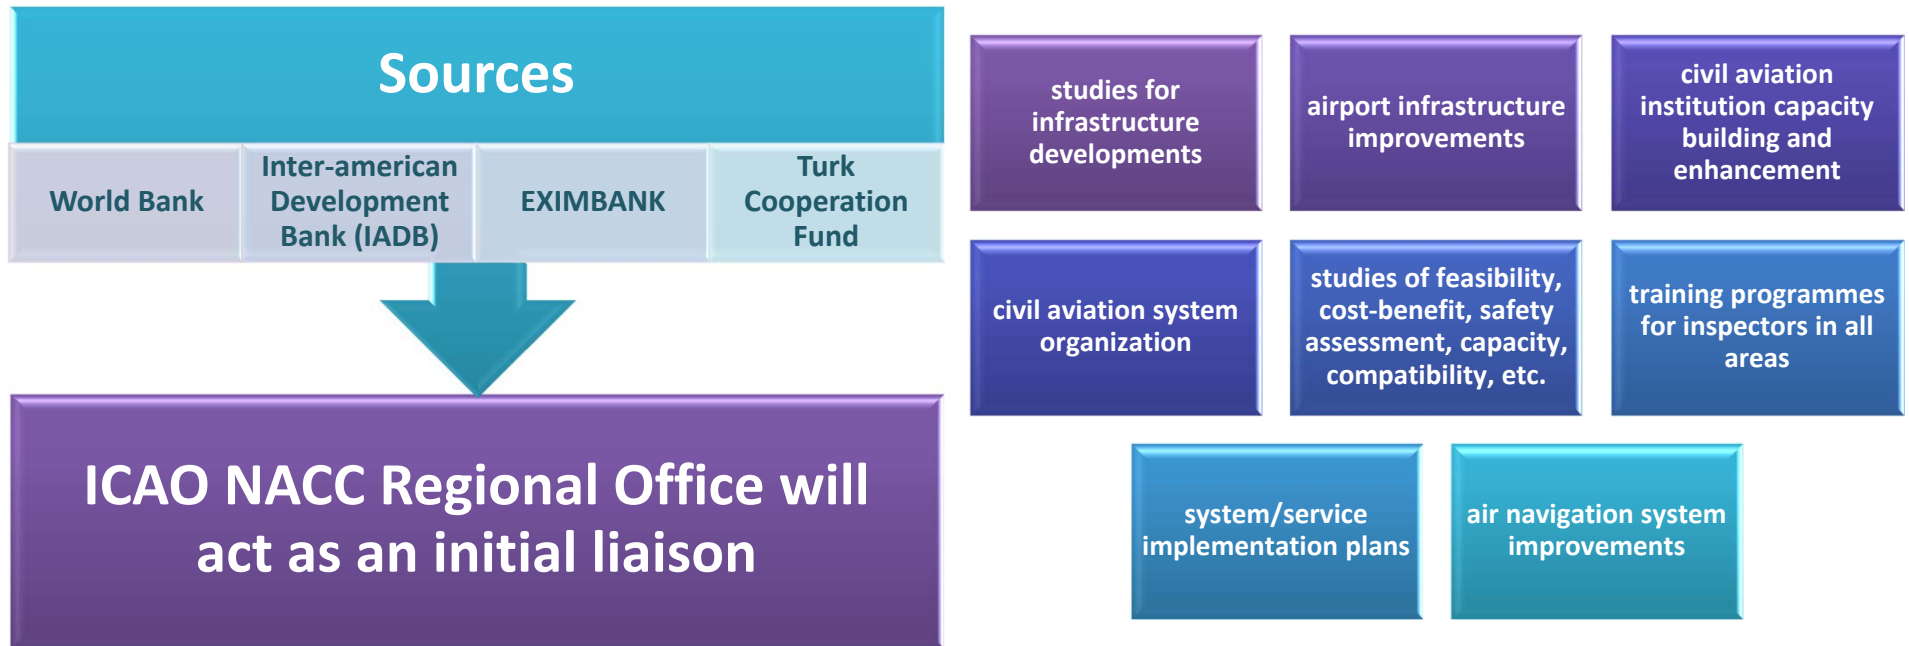 Sources
World Bank
Inter-american
Development
Bank (IADB)
EXIMBANK
Turk
Cooperation
Fund
ICAO NACC Regional Office will
act as an initial liaison
studies for
infrastructure
developments
airport infrastructure
improvements
civil aviation
institution capacity
building and
enhancement
civil aviation system
organization
studies of feasibility,
cost-benefit, safety
assessment, capacity,
compatibility, etc.
training programmes
for inspectors in all
areas
system/service
implementation plans
air navigation system
improvements